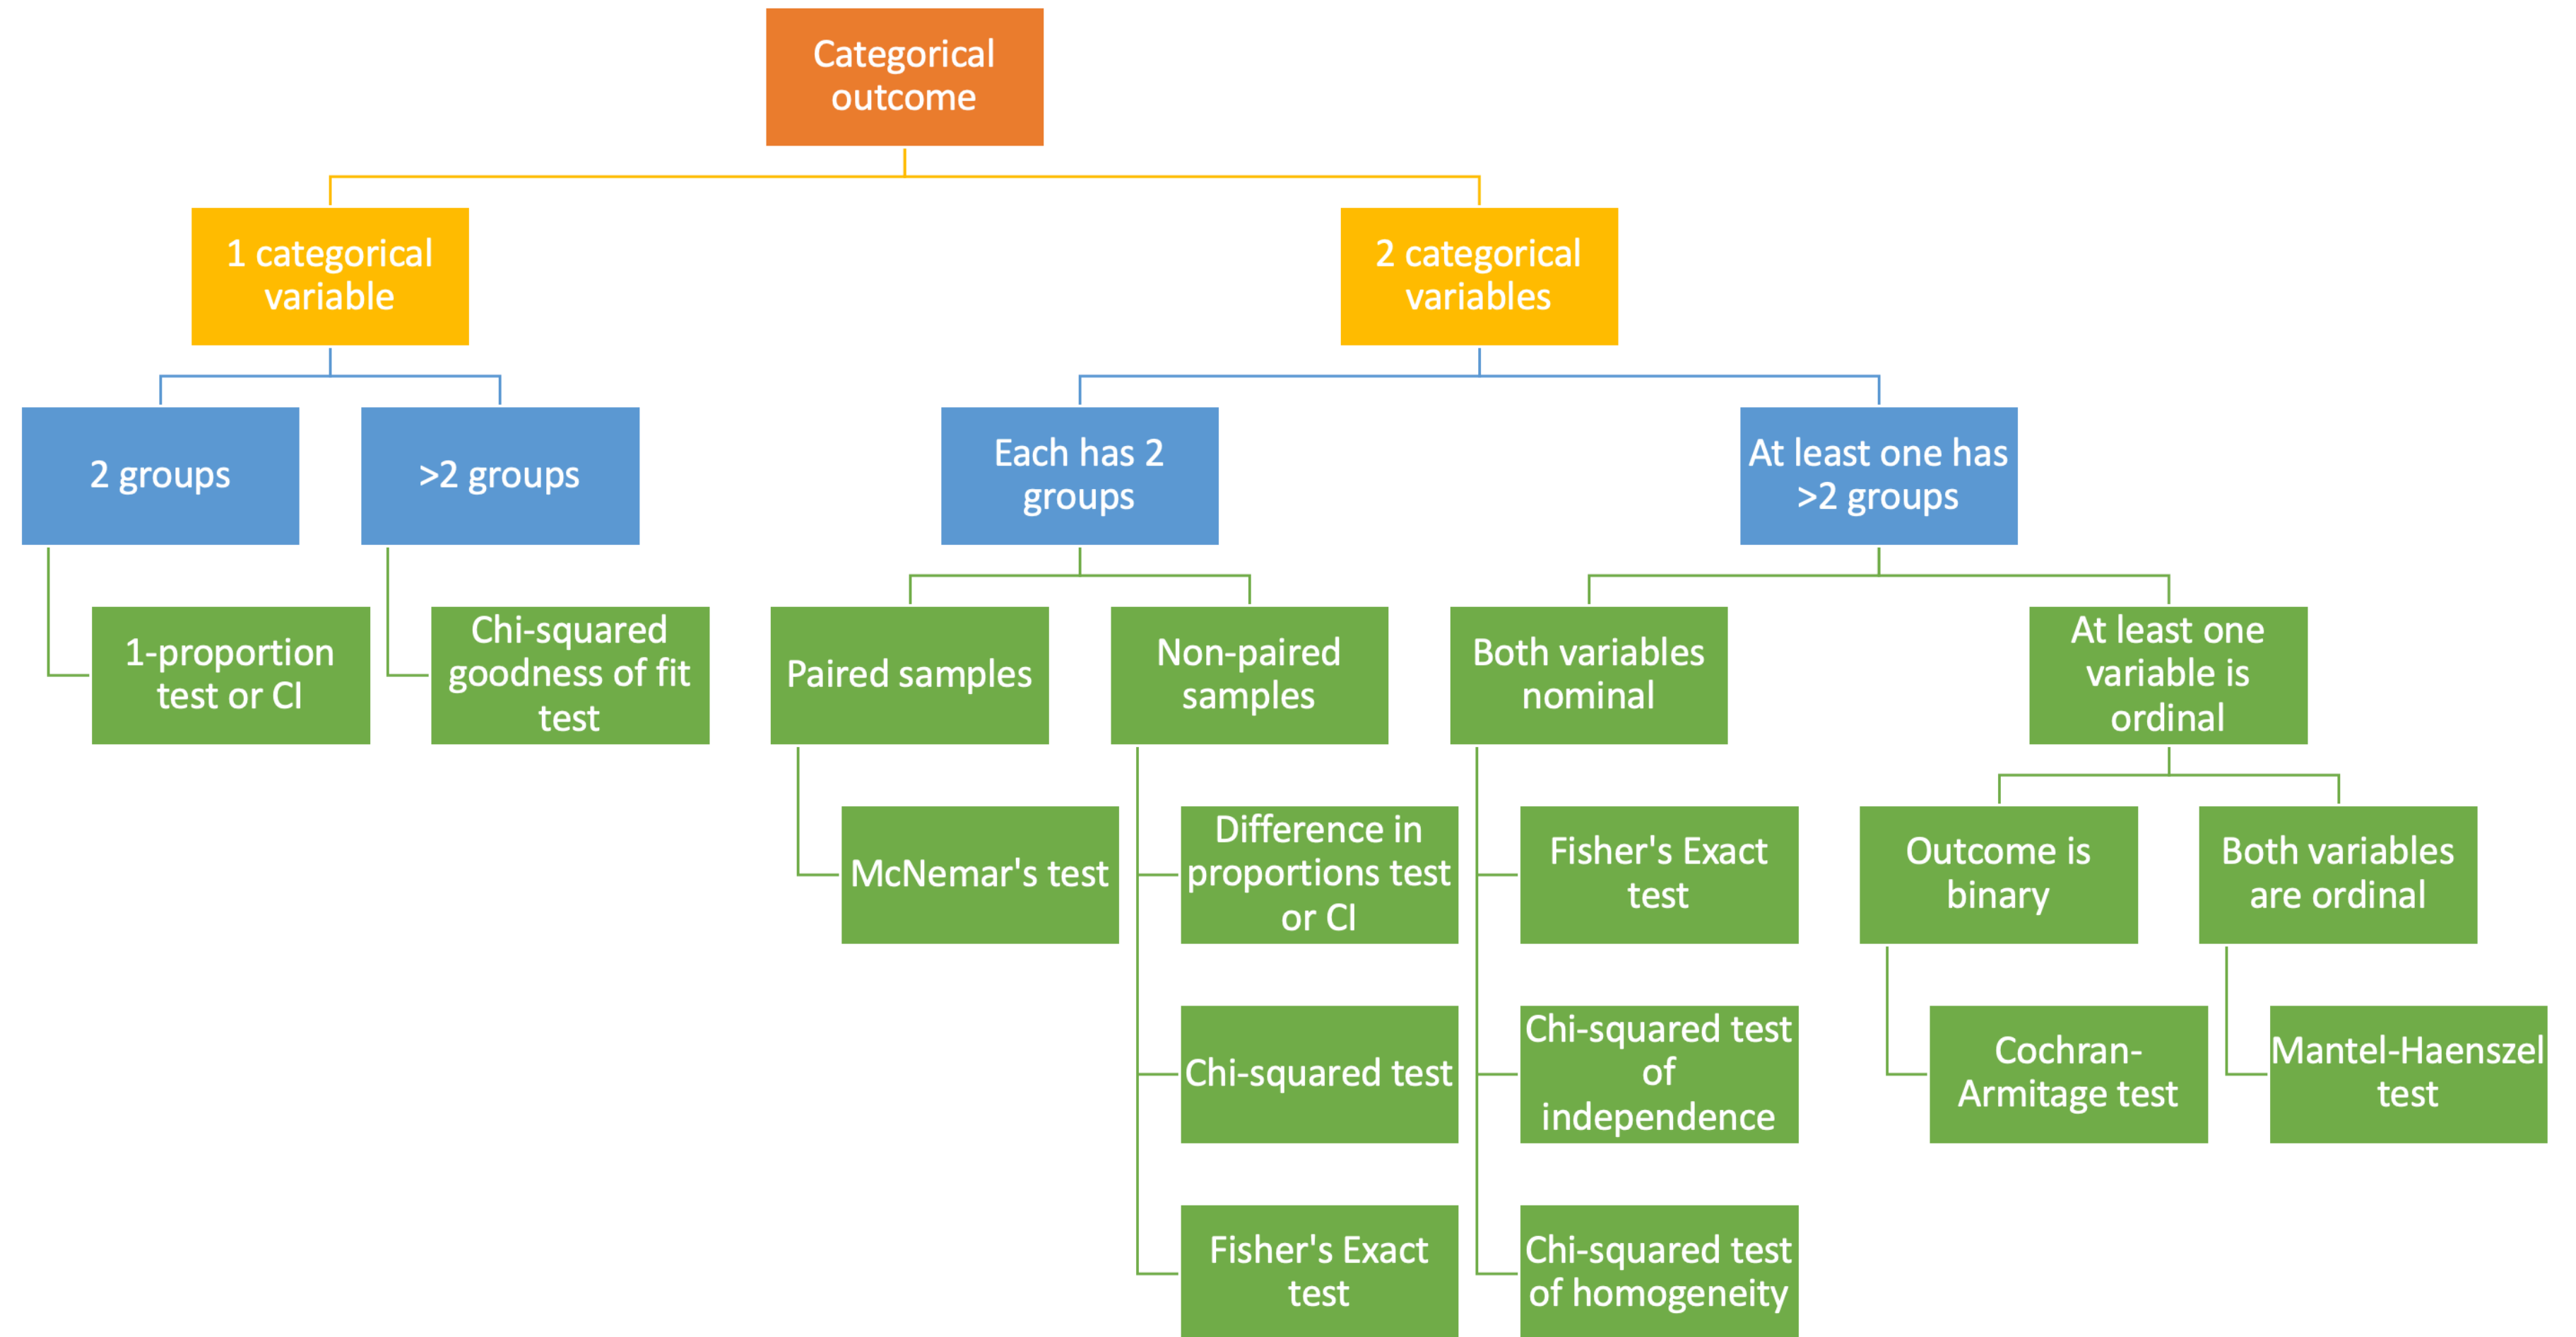 Categorical
outcome
1 categorical
variable
2 categorical
variables
2 groups
>2 groups
Each has 2
groups
At least one has
>2 groups
1-proportion
test or CI
Chi-squared
goodness of fit
test
Paired samples
Non-paired
samples
Both variables
nominal
At least one
variable is
ordinal
McNemar's test
Difference in
proportions test
or CI
Fisher's Exact
test
Outcome is
binary
Both variables
are ordinal
Chi-squared test
Chi-squared test
of
independence
Cochran-
Armitage test
Mantel-Haenszel
test
Fisher's Exact
test
Chi-squared test
of homogeneity